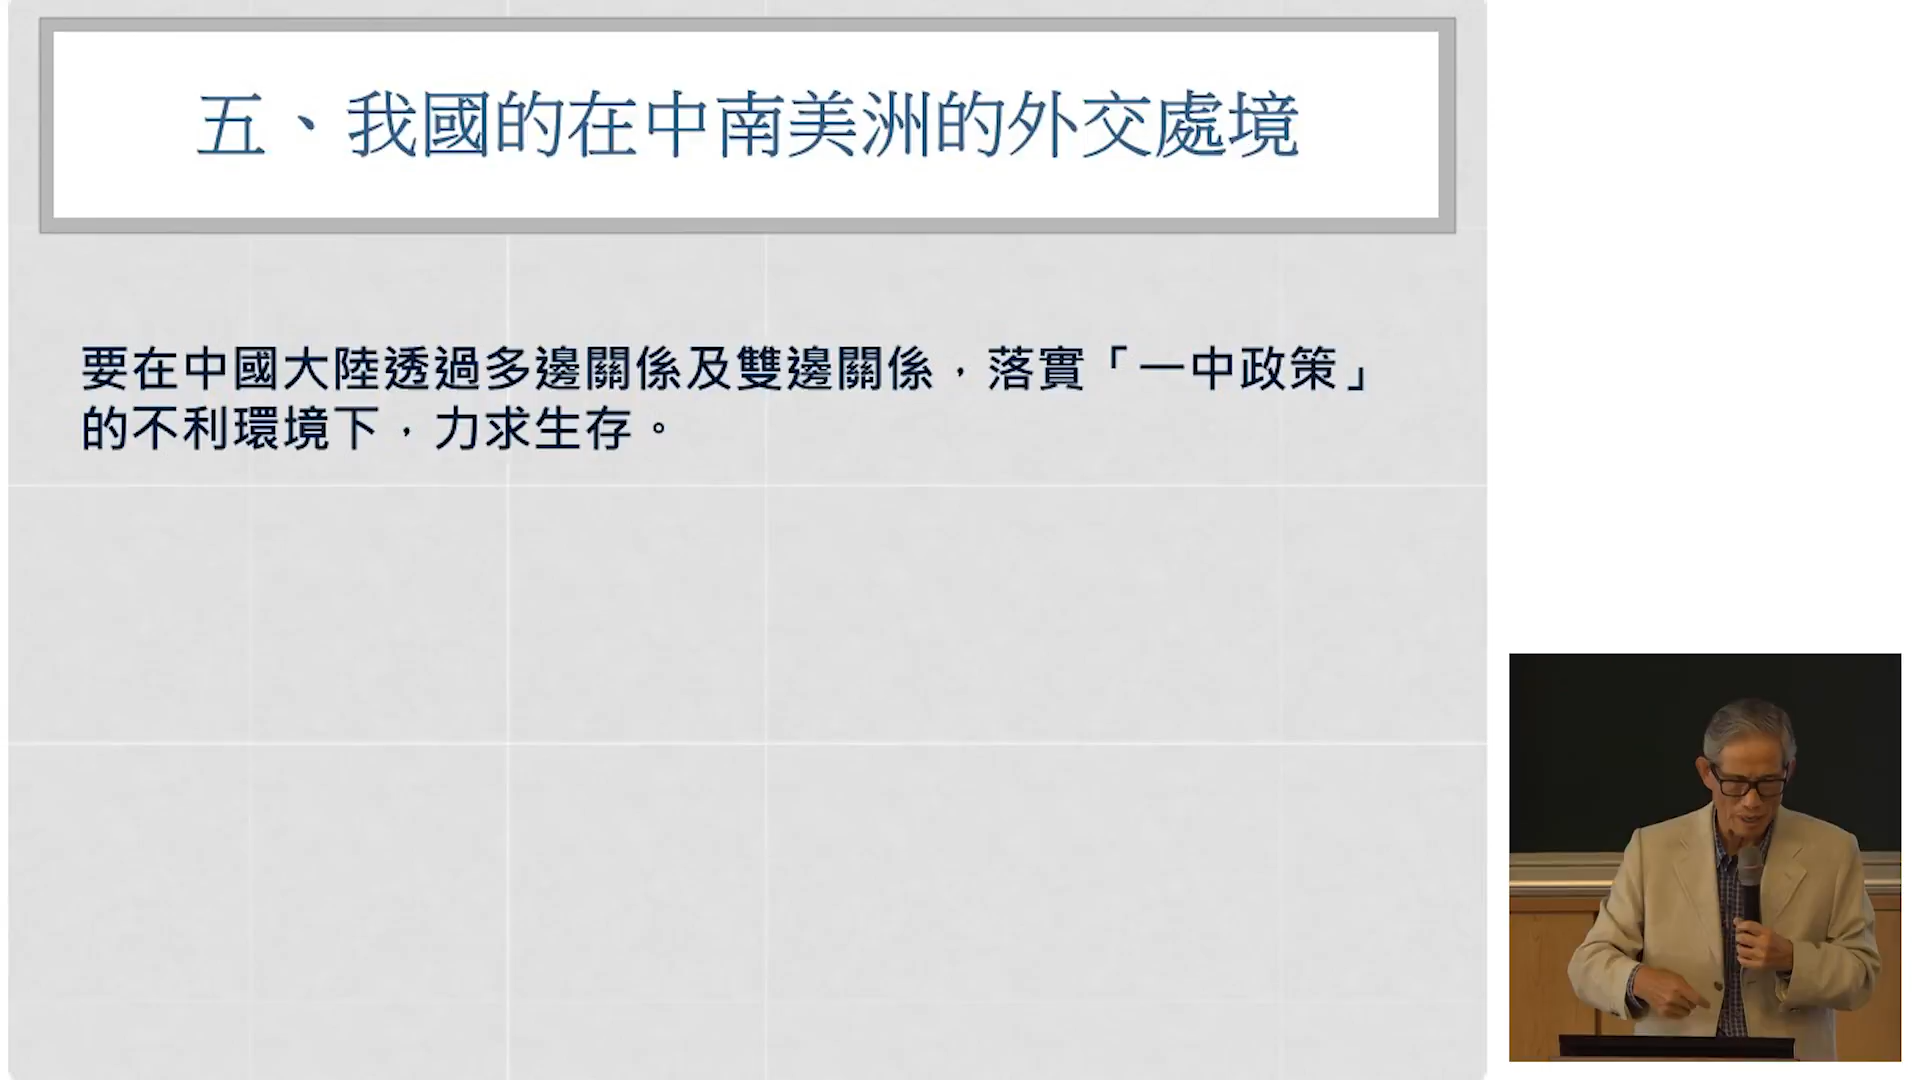 五、我國的在中南美洲的外交處境
要在中國大陸透過多邊關係及雙邊關係，落實「一中政策」
的不利環境下，力求生存。